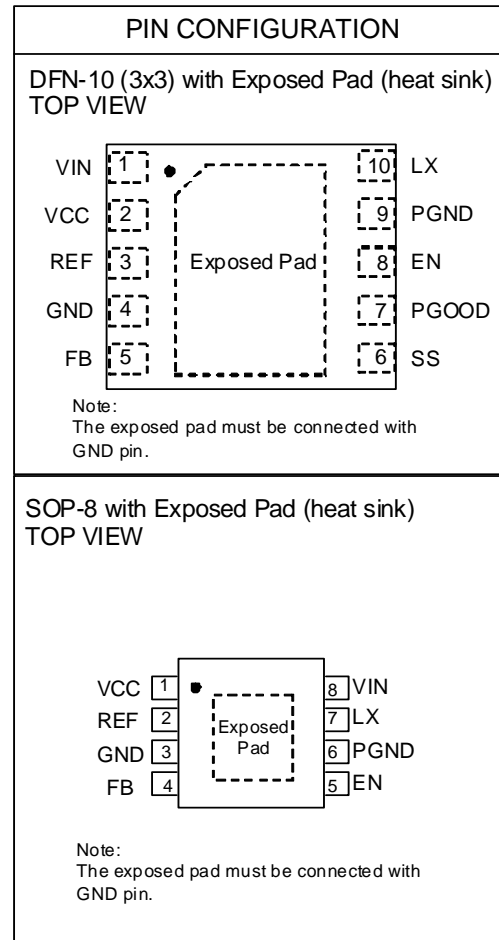 PIN CONFIGURATION
DFN-10 (3x3) with Exposed Pad (heat sink)
TOP VIEW
VIN 1 10 LX
VCC 2 9 PGND
REF 3 Exposed Pad 8 EN
GND 4 7 PGOOD
FB 5 6 SS
Note:
The exposed pad must be connected with
GND pin.
SOP-8 with Exposed Pad (heat sink)
TOP VIEW
VCC 1 8 VIN
REF 2 Exposed 7 LX
GND 3 Pad 6 PGND
FB 4 5 EN
Note:
The exposed pad must be connected with
GND pin.